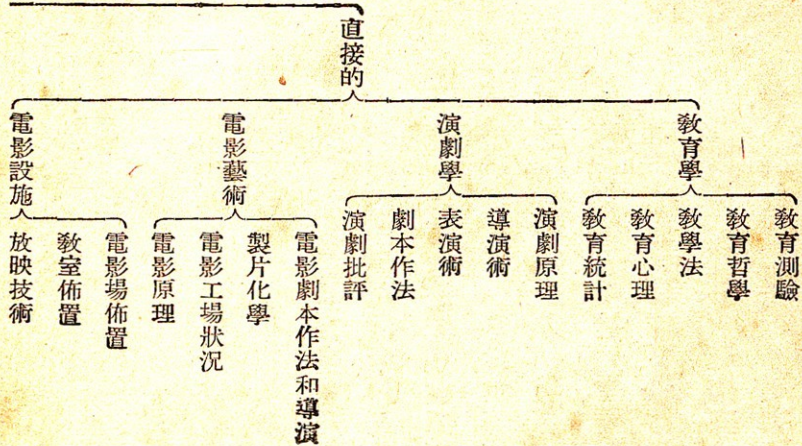 直接的
教育學
教育測驗
教育哲學
教學法
教育心理
教育統計
演劇學
演劇原理
導演術
表演術
劇本作法
演劇批評
電影藝術
電影劇本作法和導演
製片化學
電影工場狀況
電影原理
電影設施
電影場佈置
教室佈置
放映技術